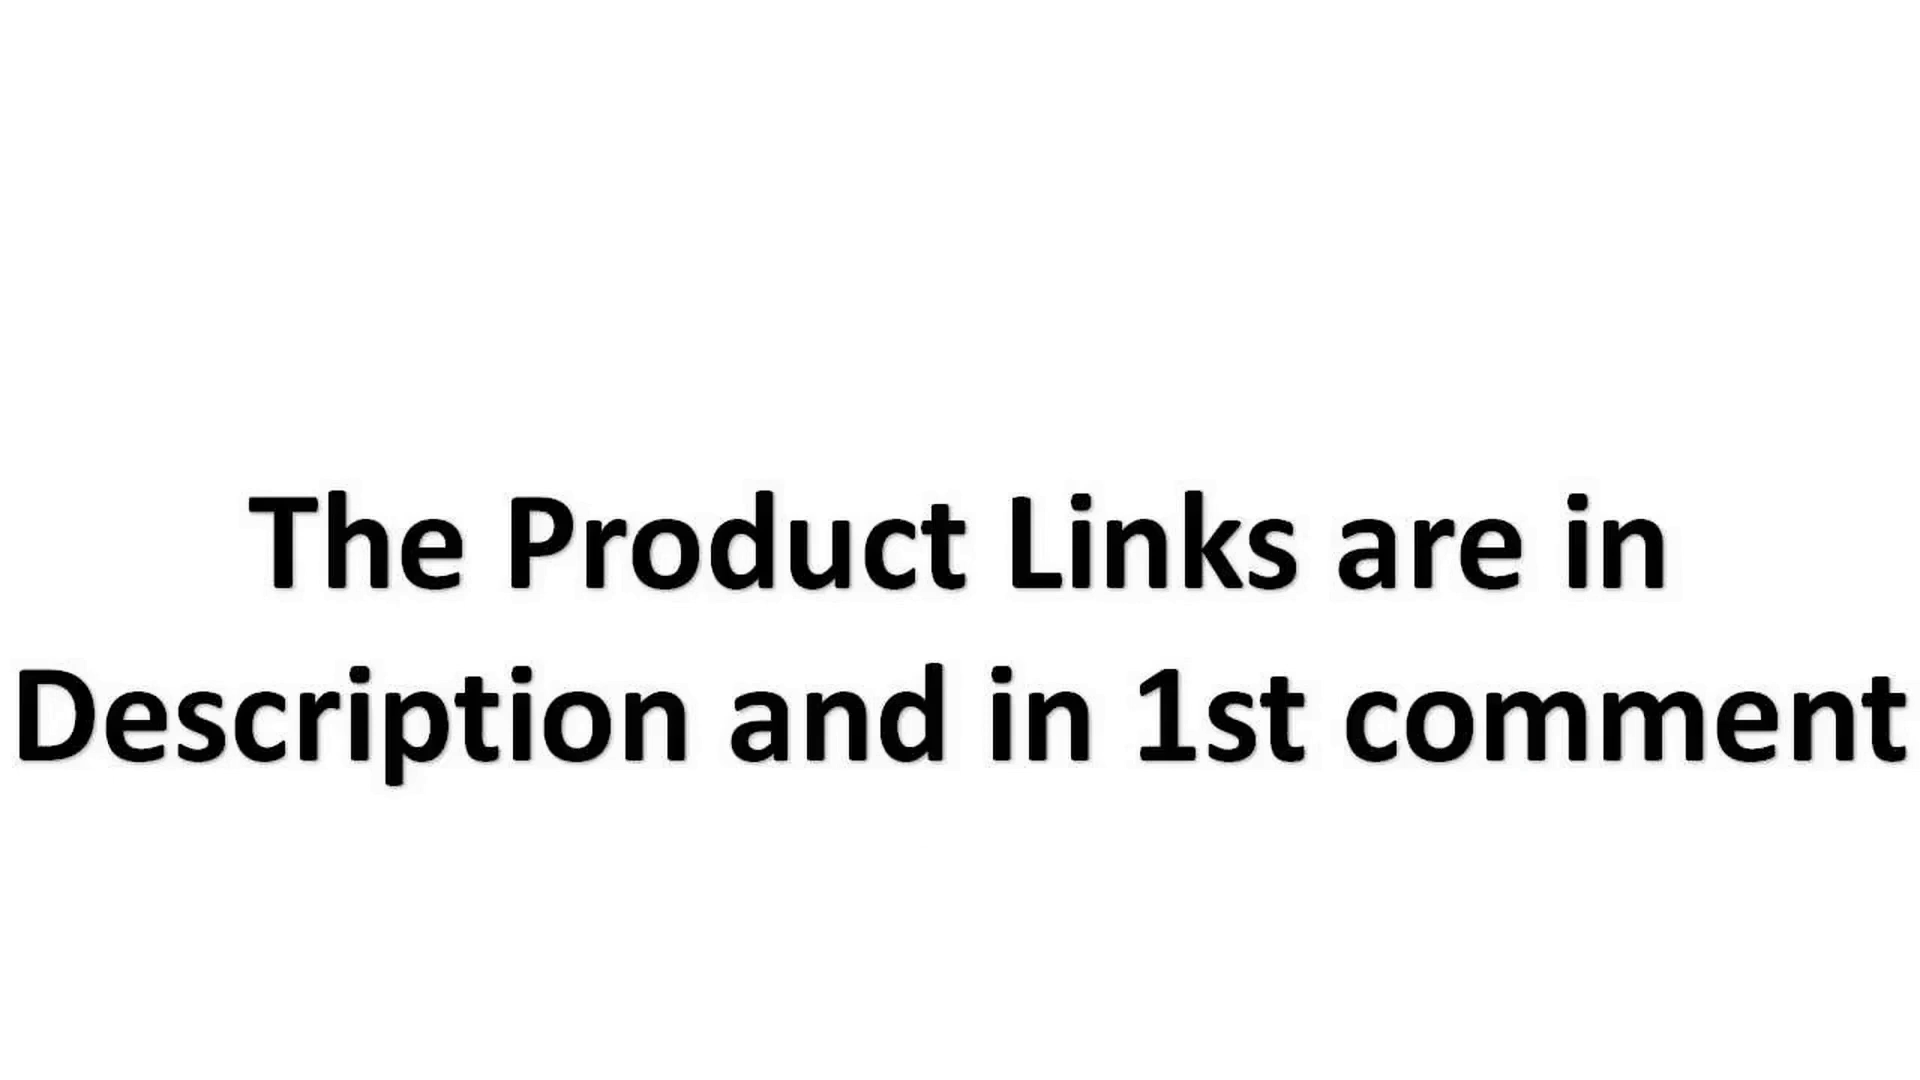 The Product Links are in
Description and in 1st comment